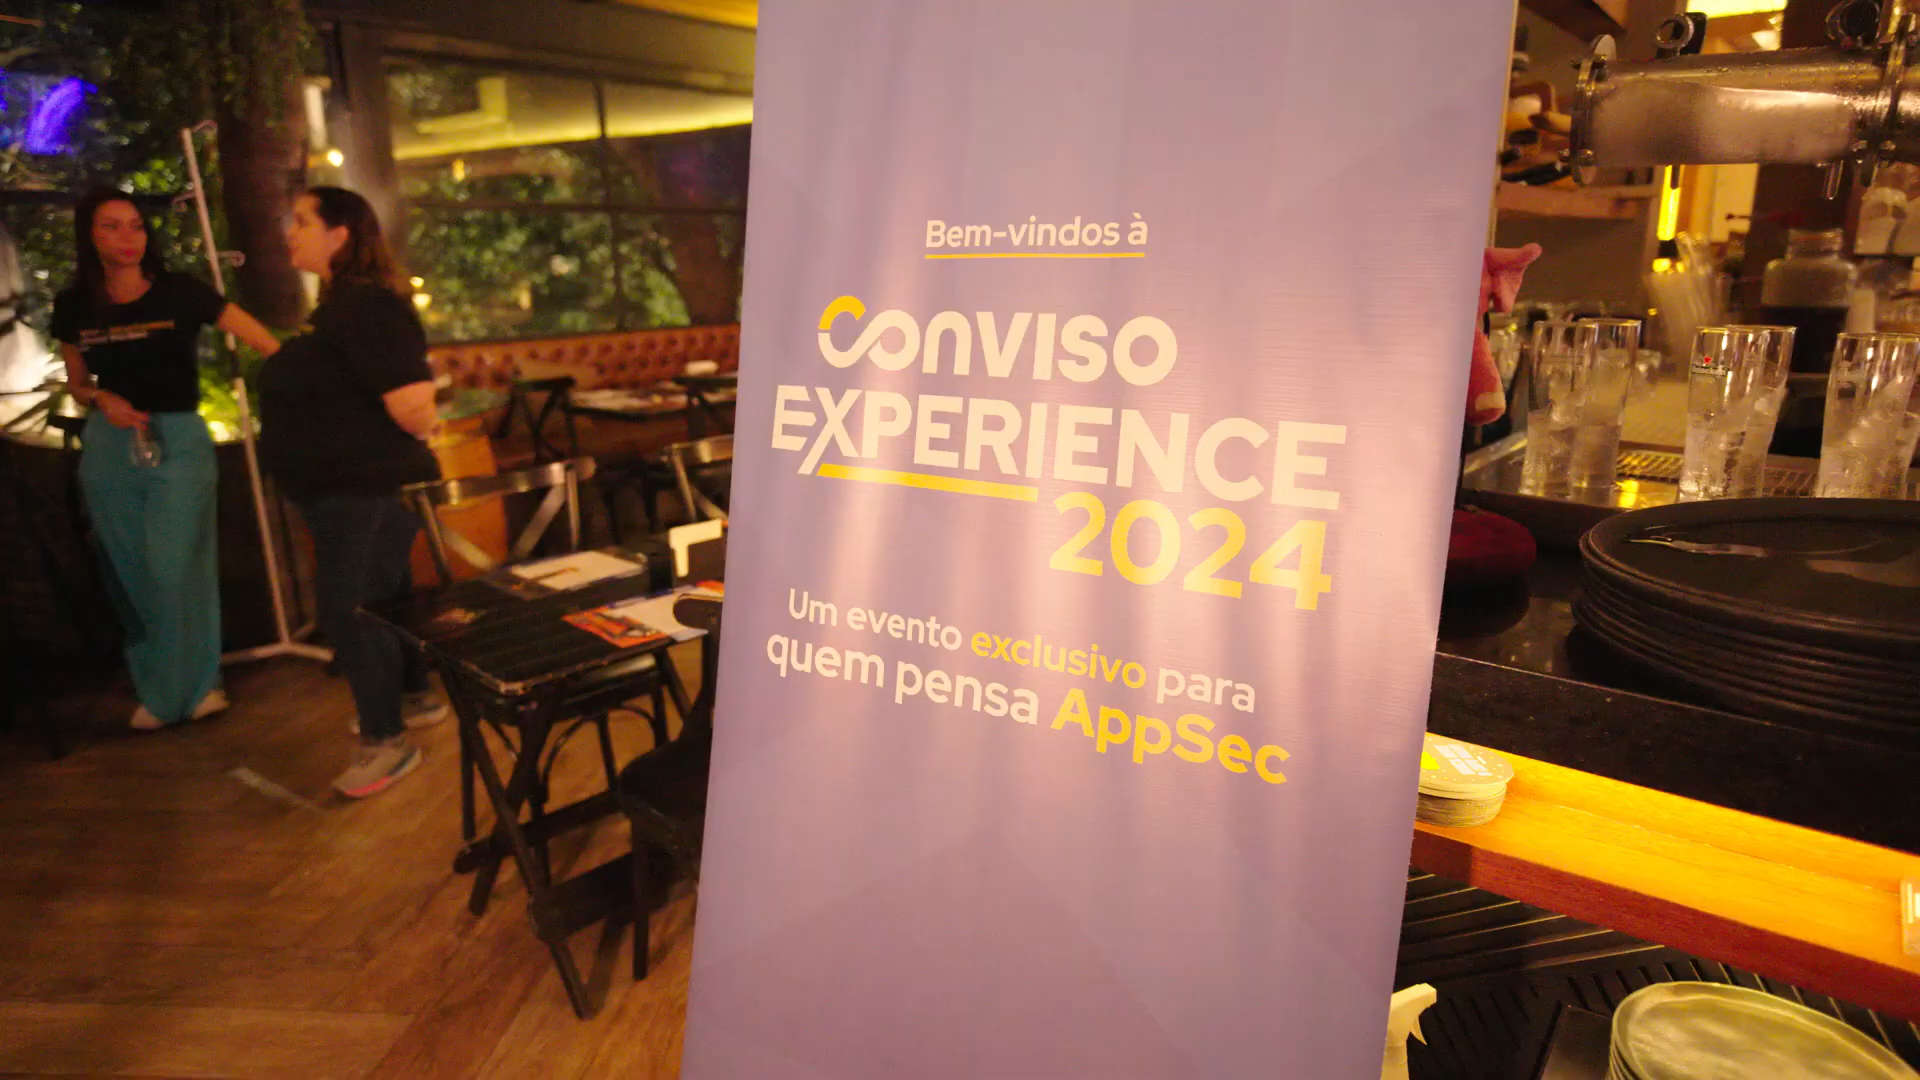 Bem-vindos à
CONVISO
EXPERIENCE
2024
Um evento exclusivo para
quem pensa AppSec